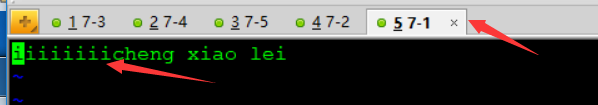 1 7-3 2 7-4 3 7-5 4 7-2 5 7-1 ×
iiiiiiiicheng xiao lei
~
~